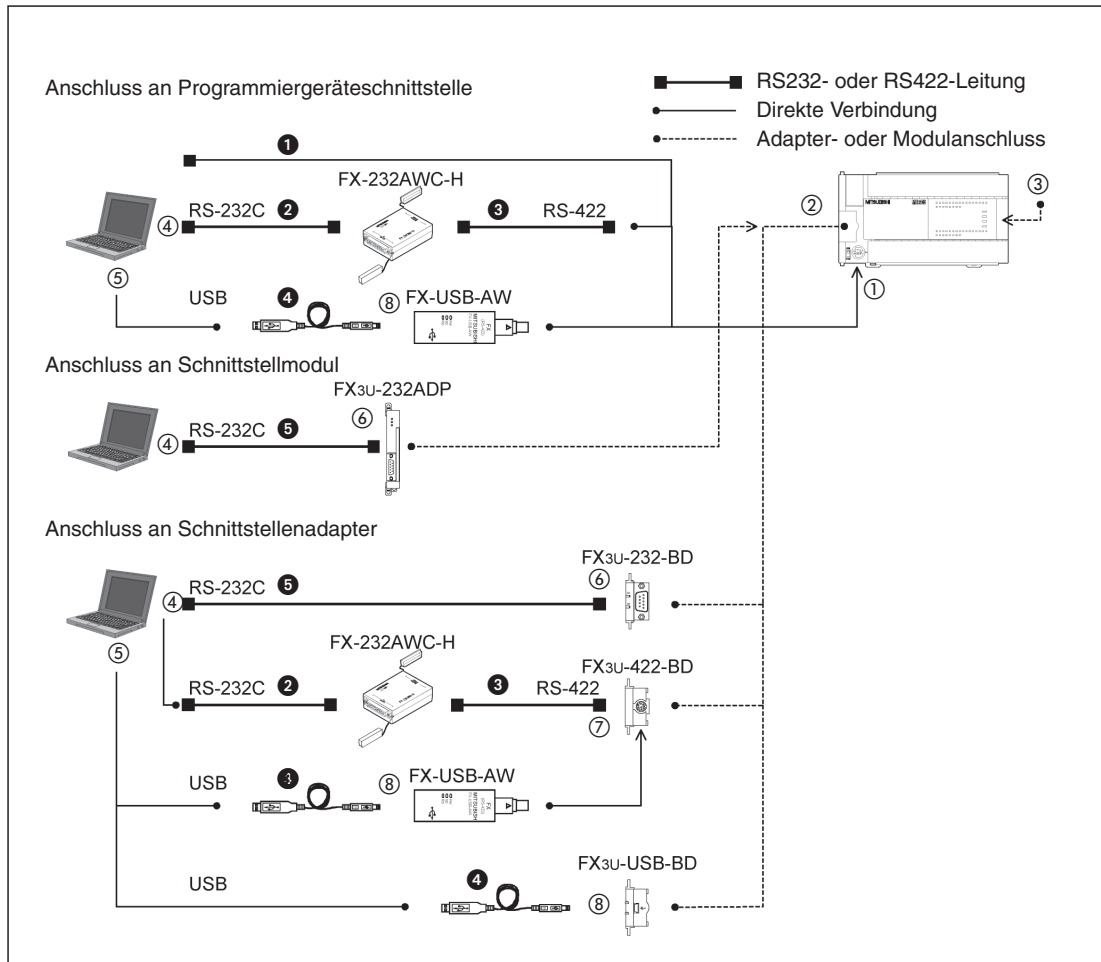 Anschluss an Programmiergeräteschnittstelle
RS232- oder RS422-Leitung
Direkte Verbindung
Adapter- oder Modulanschluss
❶
FX-232AWC-H
③
②
④ RS-232C ❷
❸ RS-422
MITSUBISHI
①
⑤
USB ❹ ⑧ FX-USB-AW
Anschluss an Schnittstellmodul
FX3U-232ADP
④ RS-232C ❺ ⑥
Anschluss an Schnittstellenadapter
FX3U-232-BD
④ RS-232C ❺ ⑥
⑤
FX-232AWC-H
FX3U-422-BD
RS-232C ❷ ❸ RS-422
⑦
USB ⑧ FX-USB-AW
FX3U-USB-BD
USB ❹ ⑧